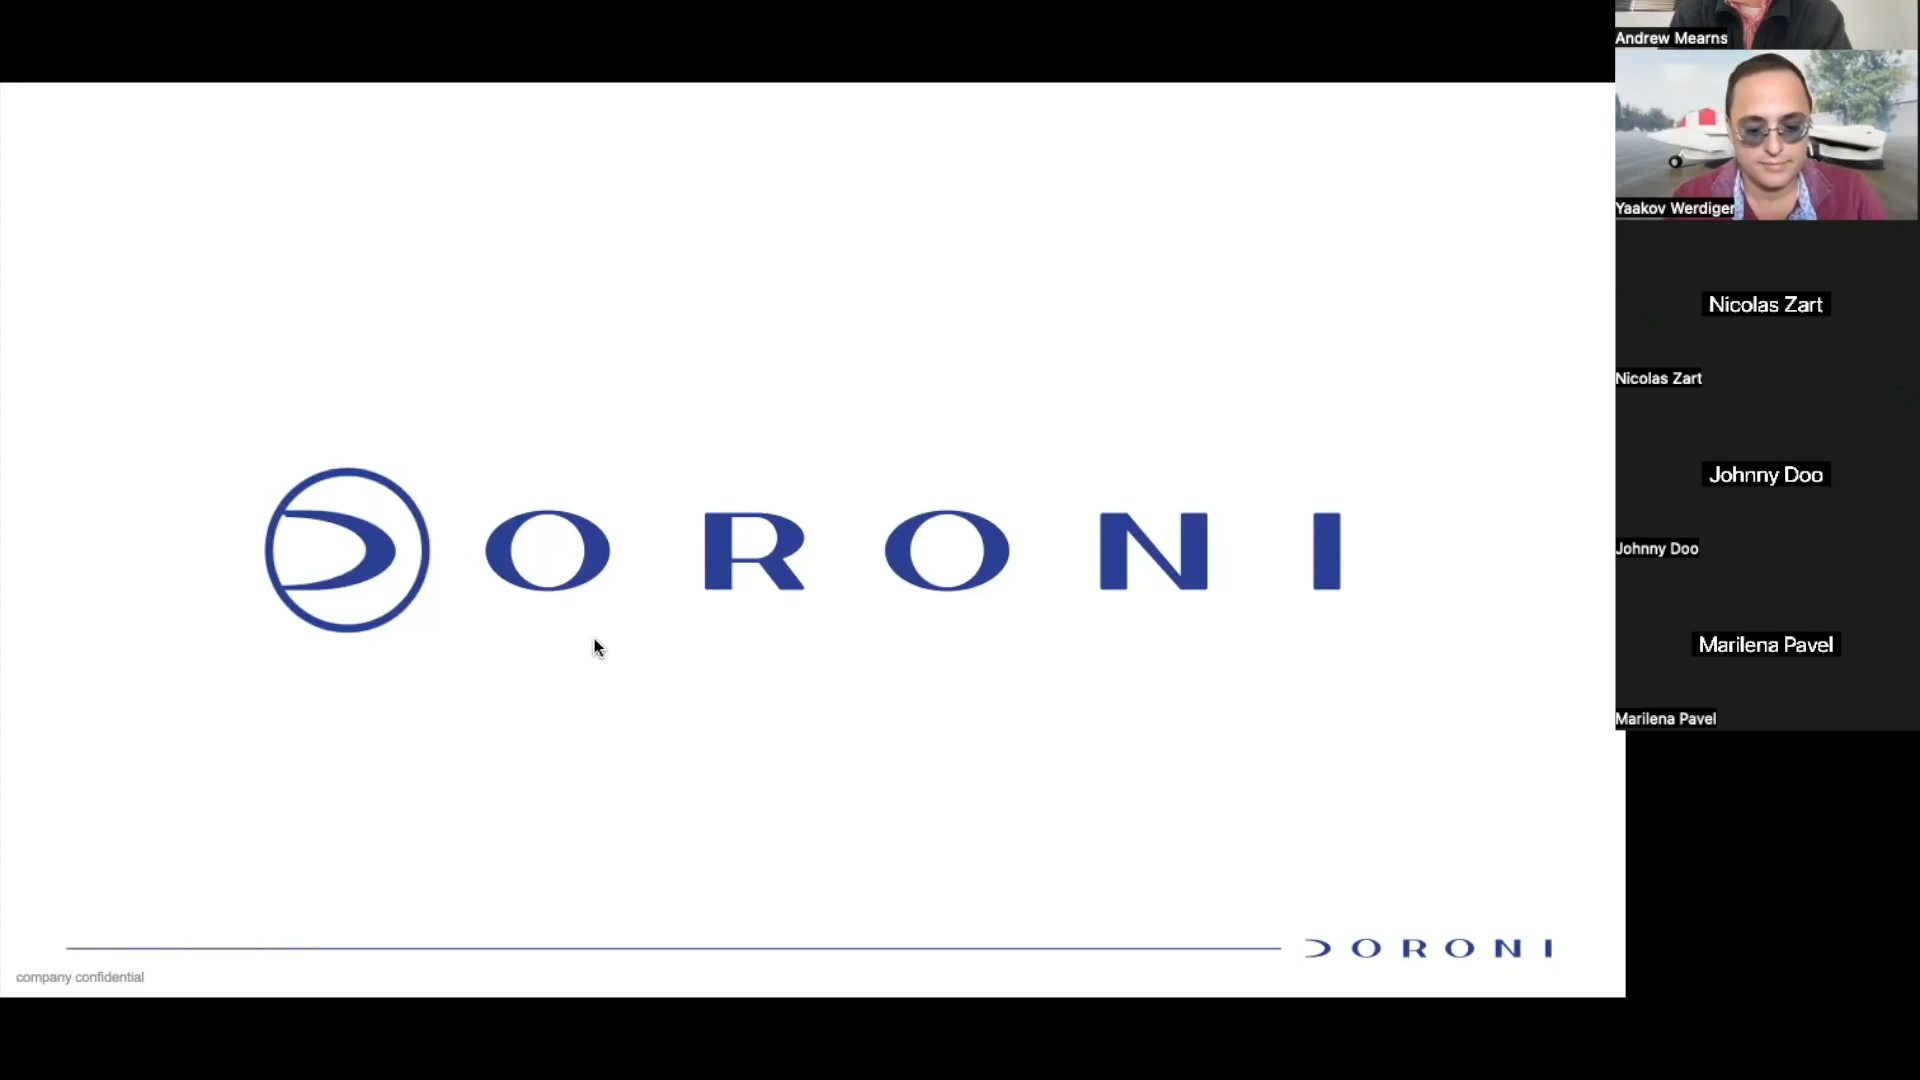 DORONI
DORONI
company confidential
Andrew Mearns
Yaakov Werdiger
Nicolas Zart
Nicolas Zart
Johnny Doo
Johnny Doo
Marilena Pavel
Marilena Pavel